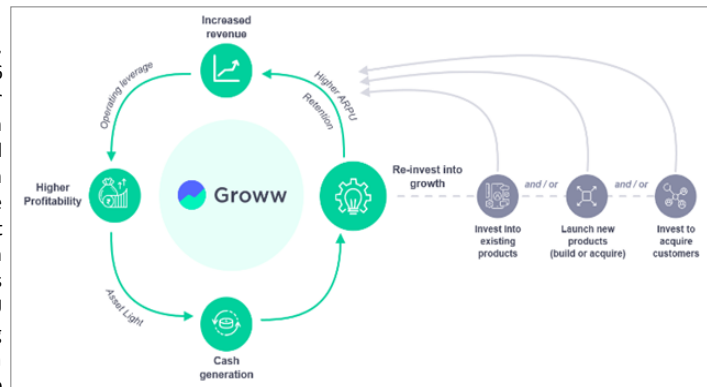 Increased
revenue
Operating leverage
Higher ARPU
Retention
Higher
Profitability
Groww
Re-invest into
growth
and / or
and / or
Invest into
existing
products
Launch new
products
(build or acquire)
Invest to
acquire
customers
Asset Light
Cash
generation